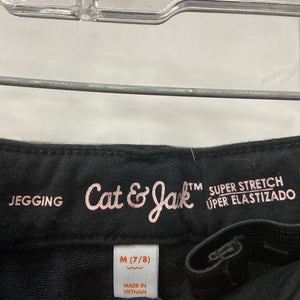 JEGGING
Cat & Jack™
SUPER STRETCH
SÚPER ELASTIZADO
M (7/8)
MADE IN
VIETNAM